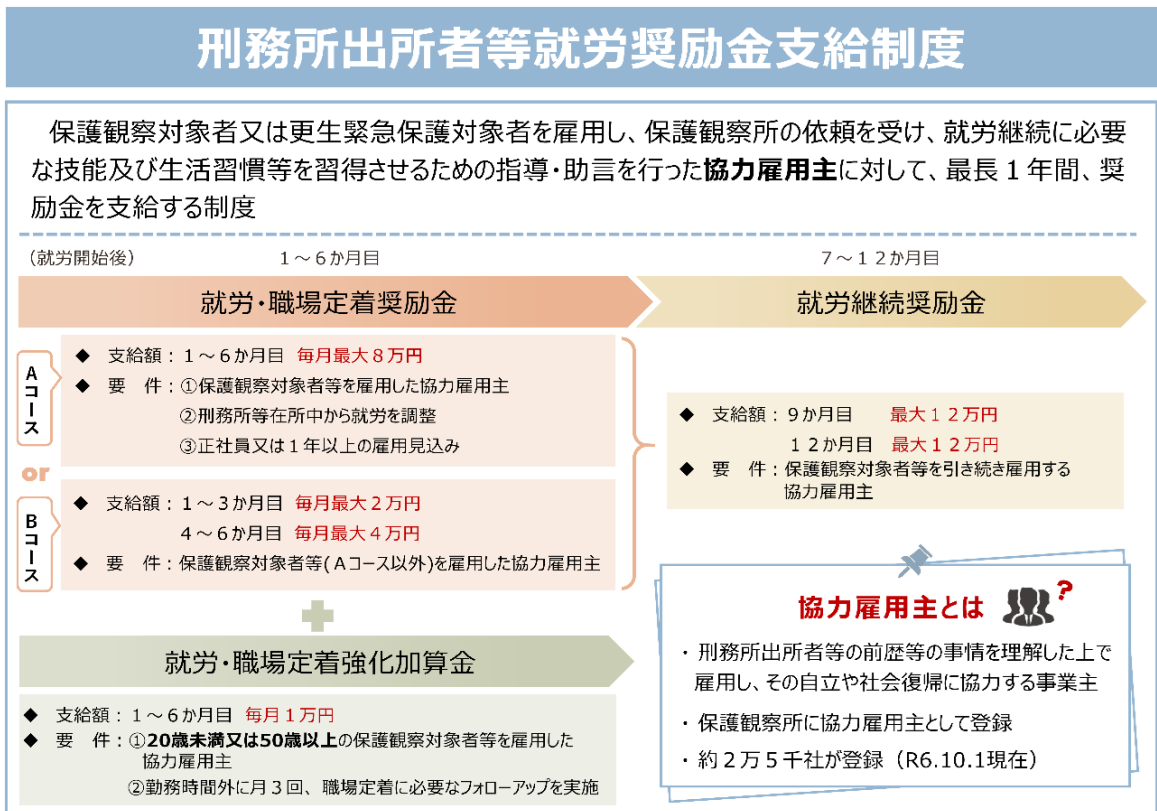 刑務所出所者等就労奨励金支給制度
保護観察対象者又は更生緊急保護対象者を雇用し、保護観察所の依頼を受け、就労継続に必要
な技能及び生活習慣等を習得させるための指導・助言を行った協力雇用主に対して、最長１年間、奨
励金を支給する制度
（就労開始後）　１～６か月目　７～１２か月目
就労・職場定着奨励金
就労継続奨励金
Aコース
◆ 支給額：１～６か月目 毎月最大８万円
◆ 要　件：①保護観察対象者等を雇用した協力雇用主
②刑務所等在所中から就労を調整
③正社員又は１年以上の雇用見込み
or
Bコース
◆ 支給額：１～３か月目 毎月最大２万円
４～６か月目 毎月最大４万円
◆ 要　件：保護観察対象者等(Ａコース以外)を雇用した協力雇用主
◆ 支給額：９か月目 最大１２万円
１２か月目 最大１２万円
◆ 要　件：保護観察対象者等を引き続き雇用する
協力雇用主
就労・職場定着強化加算金
◆ 支給額：１～６か月目 毎月１万円
◆ 要　件：①20歳未満又は50歳以上の保護観察対象者等を雇用した
協力雇用主
②勤務時間外に月３回、職場定着に必要なフォローアップを実施
協力雇用主とは ?
・刑務所出所者等の前歴等の事情を理解した上で
雇用し、その自立や社会復帰に協力する事業主
・保護観察所に協力雇用主として登録
・約２万５千社が登録（R6.10.1現在）